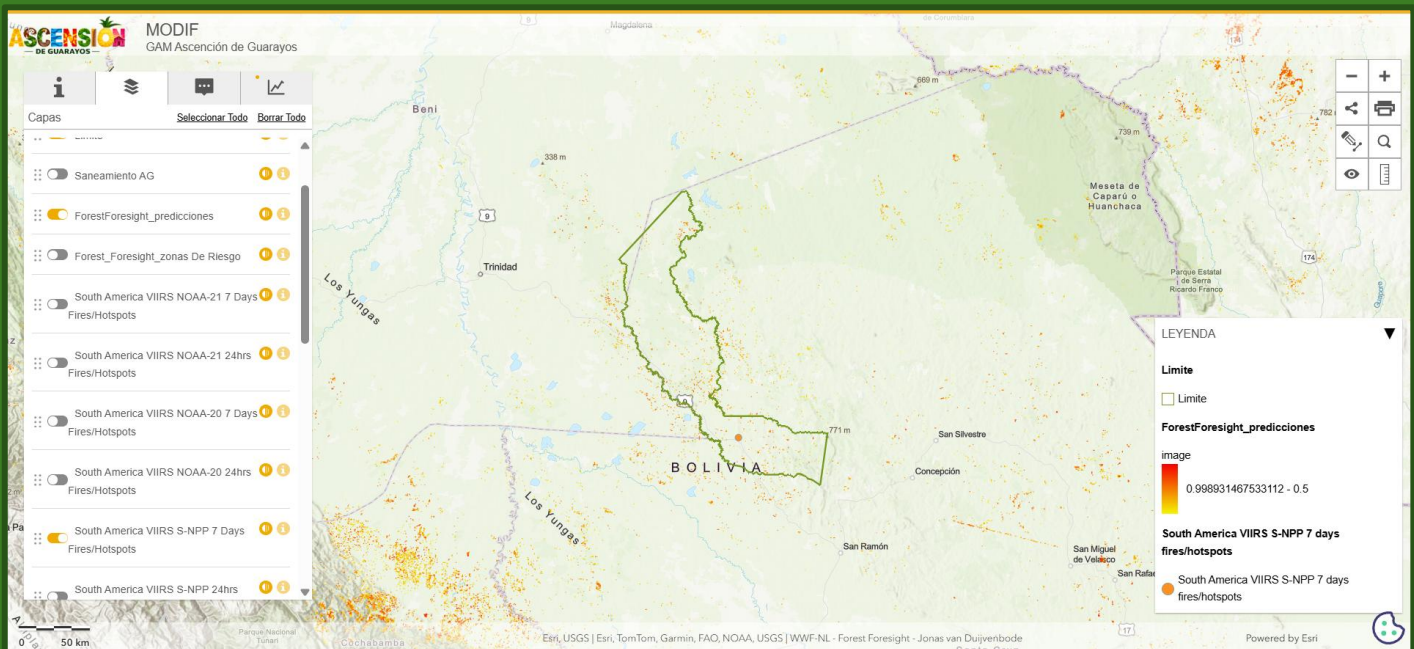 ASCENSIÓN
DE GUARAYOS
MODIF
GAM Ascención de Guarayos
Capas
Seleccionar Todo
Borrar Todo
Limite
Saneamiento AG
ForestForesight_predicciones
Forest_Foresight_zonas De Riesgo
South America VIIRS NOAA-21 7 Days
Fires/Hotspots
South America VIIRS NOAA-21 24hrs
Fires/Hotspots
South America VIIRS NOAA-20 7 Days
Fires/Hotspots
South America VIIRS NOAA-20 24hrs
Fires/Hotspots
South America VIIRS S-NPP 7 Days
Fires/Hotspots
South America VIIRS S-NPP 24hrs
0
50 km
Magdalena
de Corumbiara
9
174
669 m
Beni
782
739 m
338 m
Meseta de
Caparú o
Huanchaca
9
174
Trinidad
Parque Estatal
de Serra
Ricardo Franco
Guaporé
Los Yungas
9
771 m
San Silvestre
BOLIVIA
Concepción
Los Yungas
San Ramón
San Miguel
de Velasco
San Rafae
Parque Nacional
Tunari
Cochabamba
17
LEYENDA
Limite
Limite
ForestForesight_predicciones
image
0.998931467533112 - 0.5
South America VIIRS S-NPP 7 days
fires/hotspots
South America VIIRS S-NPP 7 days
fires/hotspots
Esri, USGS | Esri, TomTom, Garmin, FAO, NOAA, USGS | WWF-NL - Forest Foresight - Jonas van Duijvenbode
Powered by Esri